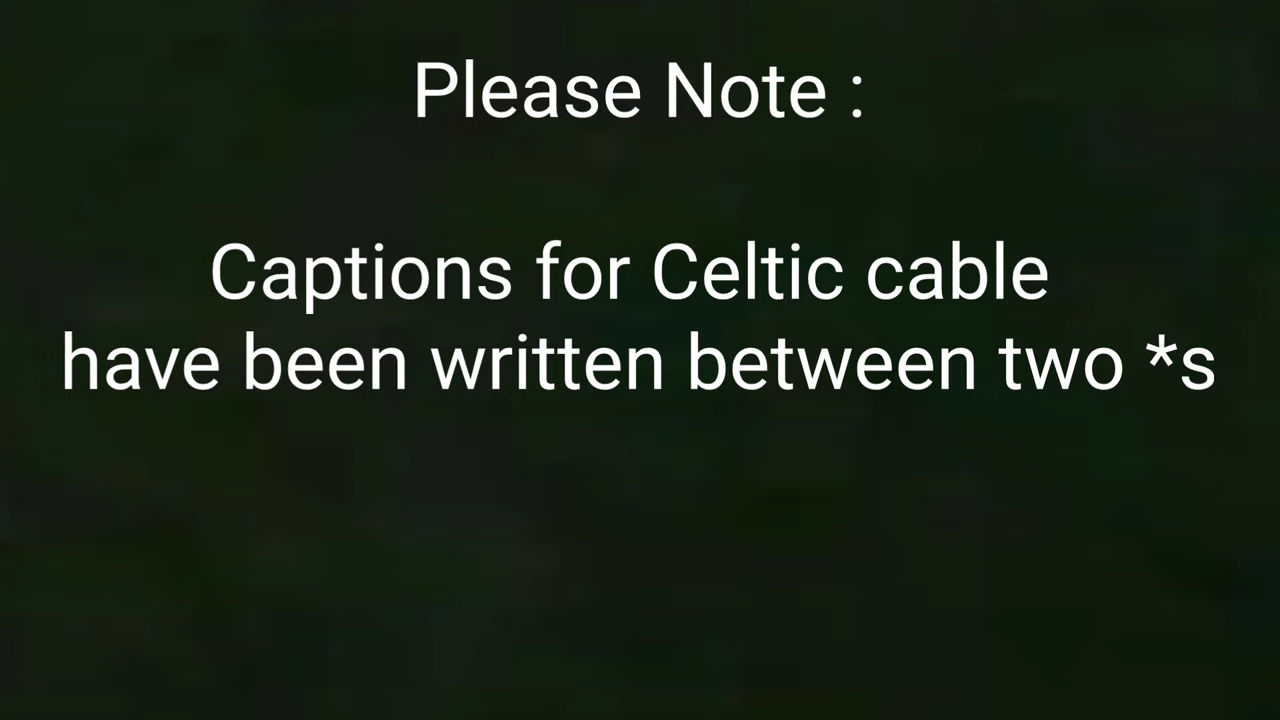 Please Note :
Captions for Celtic cable
have been written between two *s